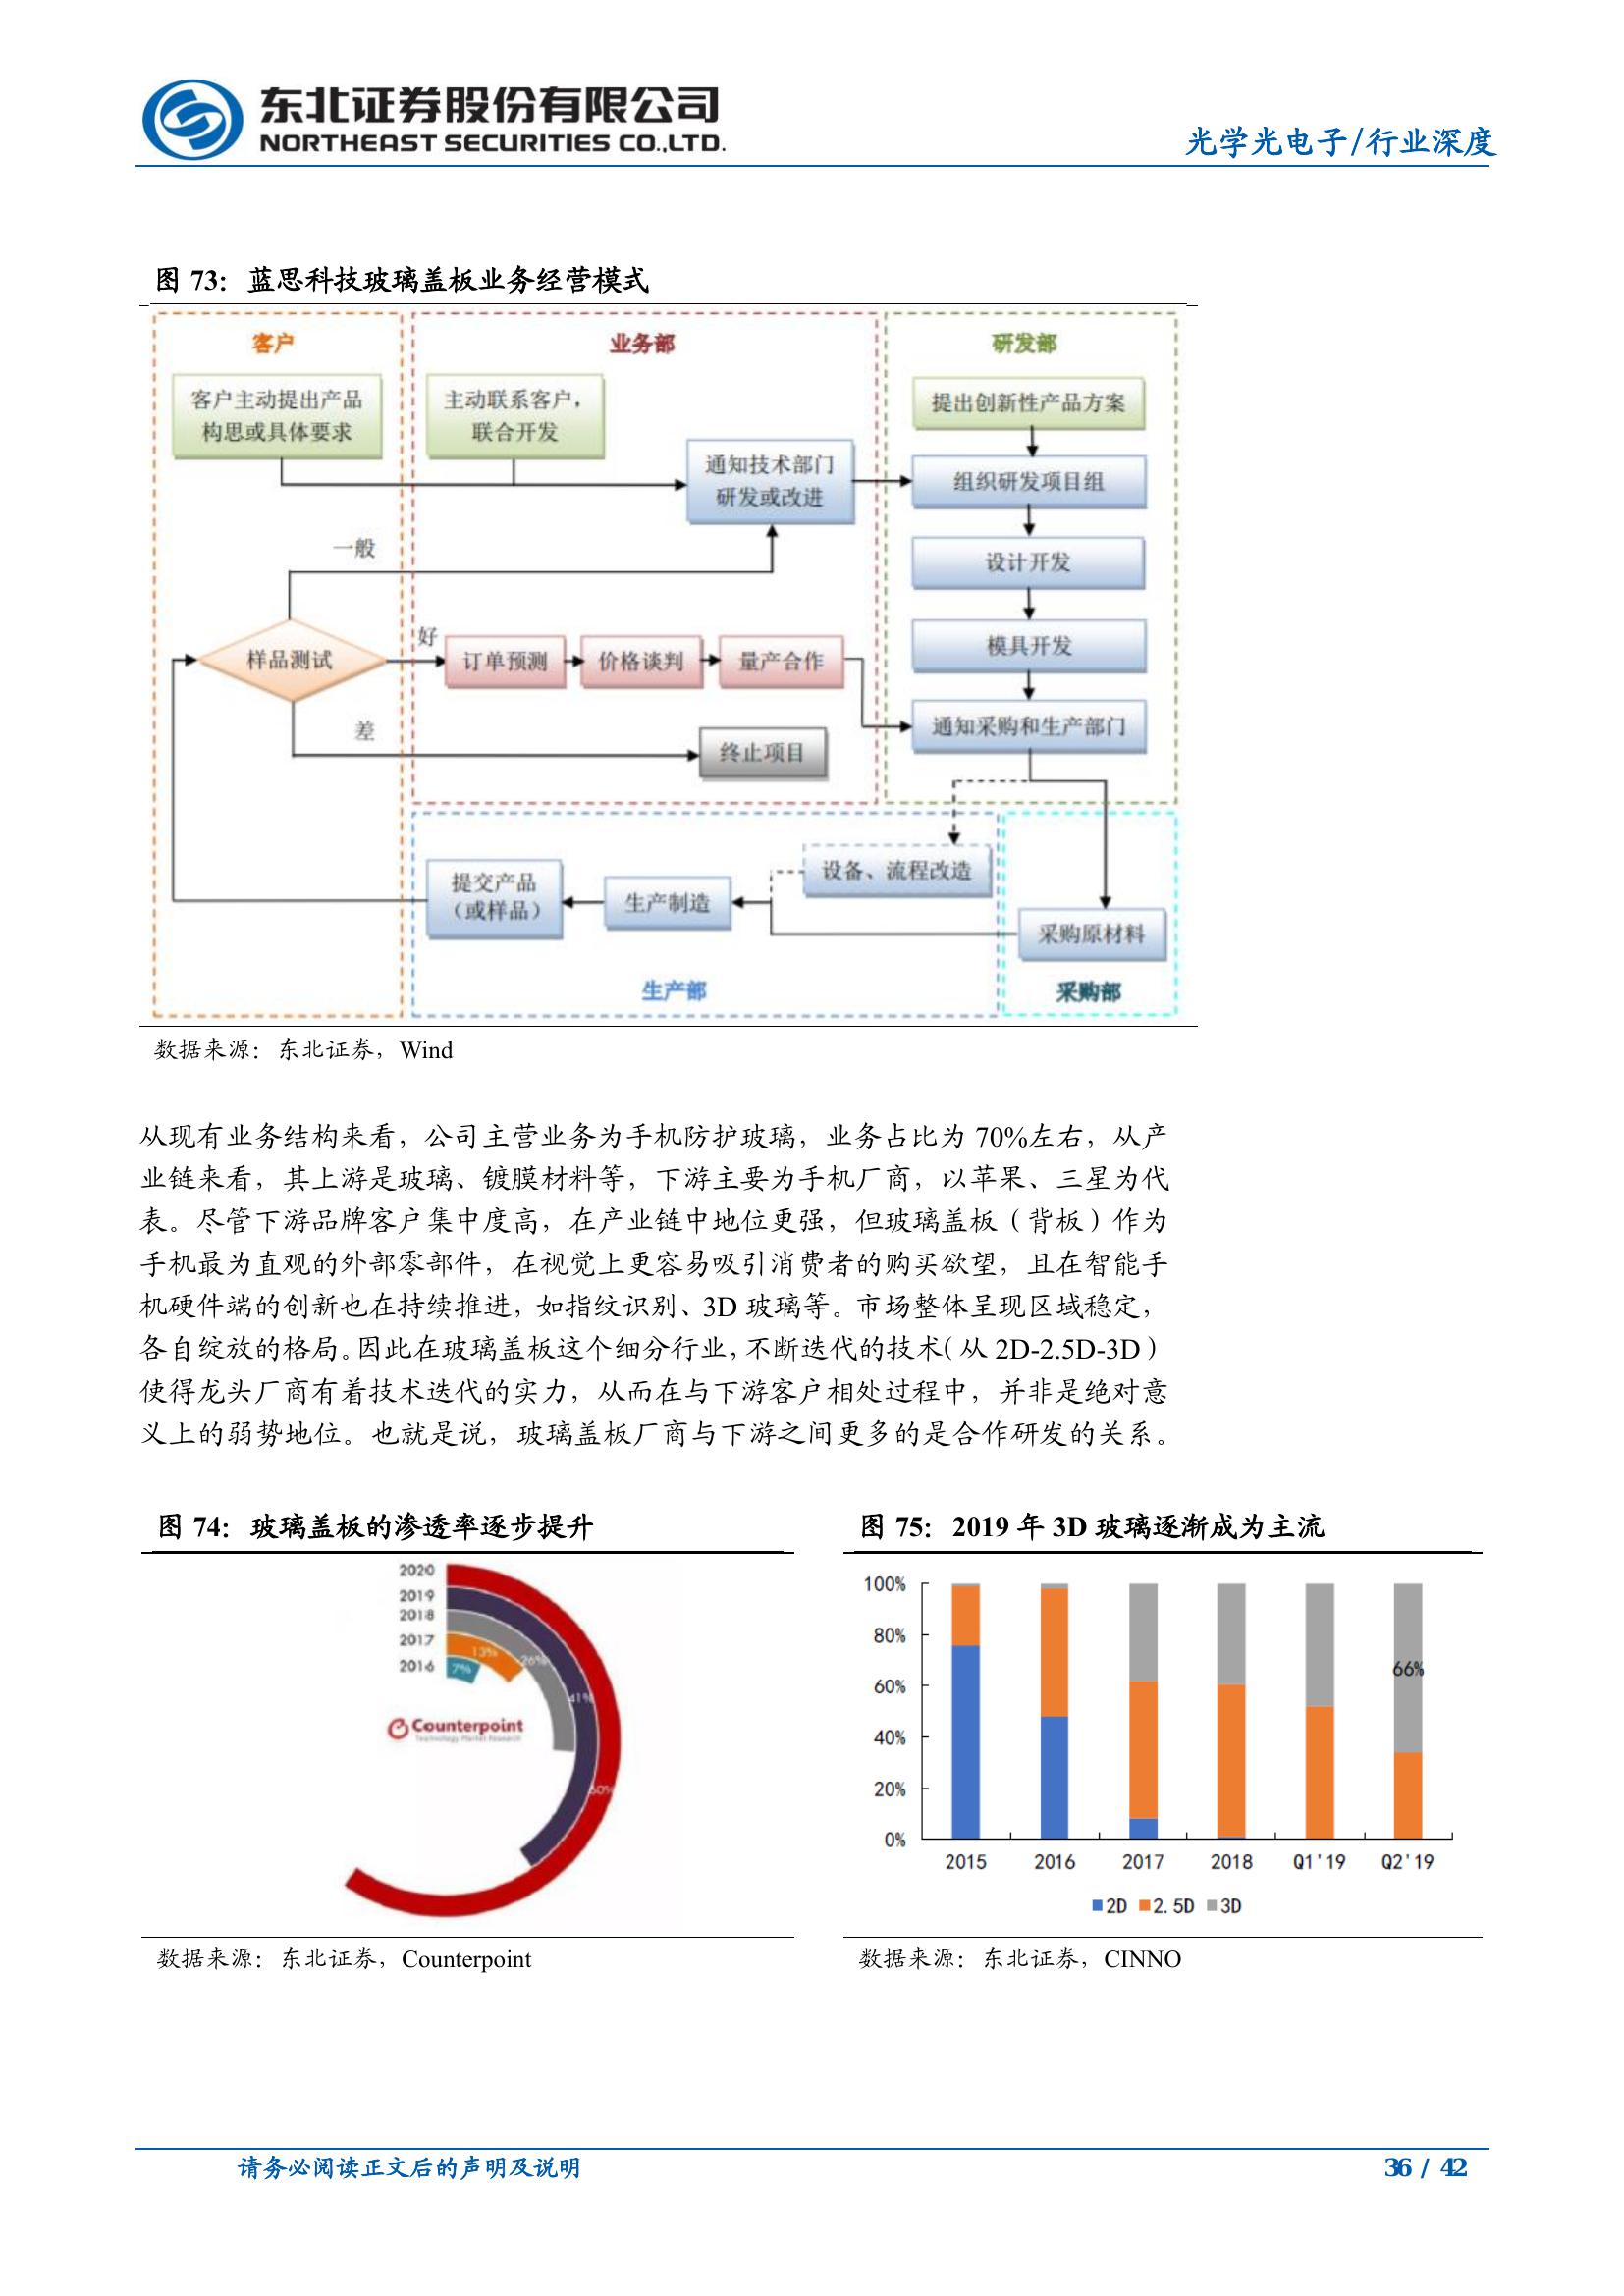 东北证券股份有限公司
NORTHEAST SECURITIES CO.,LTD.
光学光电子/行业深度
图 73：蓝思科技玻璃盖板业务经营模式
客户
业务部
研发部
客户主动提出产品
构思或具体要求
主动联系客户，
联合开发
通知技术部门
研发或改进
提出创新性产品方案
组织研发项目组
设计开发
模具开发
通知采购和生产部门
一般
样品测试
好
订单预测
价格谈判
量产合作
差
终止项目
设备、流程改造
提交产品
（或样品）
生产制造
采购原材料
生产部
采购部
数据来源：东北证券，Wind
从现有业务结构来看，公司主营业务为手机防护玻璃，业务占比为 70%左右，从产
业链来看，其上游是玻璃、镀膜材料等，下游主要为手机厂商，以苹果、三星为代
表。尽管下游品牌客户集中度高，在产业链中地位更强，但玻璃盖板（背板）作为
手机最为直观的外部零部件，在视觉上更容易吸引消费者的购买欲望，且在智能手
机硬件端的创新也在持续推进，如指纹识别、3D 玻璃等。市场整体呈现区域稳定，
各自绽放的格局。因此在玻璃盖板这个细分行业，不断迭代的技术（从 2D-2.5D-3D）
使得龙头厂商有着技术迭代的实力，从而在与下游客户相处过程中，并非是绝对意
义上的弱势地位。也就是说，玻璃盖板厂商与下游之间更多的是合作研发的关系。
图 74：玻璃盖板的渗透率逐步提升
2020
2019
2018
2017
2016
7%
13%
26%
41%
60%
Counterpoint
Technology Market Research
数据来源：东北证券，Counterpoint
图 75：2019 年 3D 玻璃逐渐成为主流
100%
80%
60%
40%
20%
0%
66%
2015 2016 2017 2018 Q1'19 Q2'19
2D 2.5D 3D
数据来源：东北证券，CINNO
请务必阅读正文后的声明及说明
36 / 42